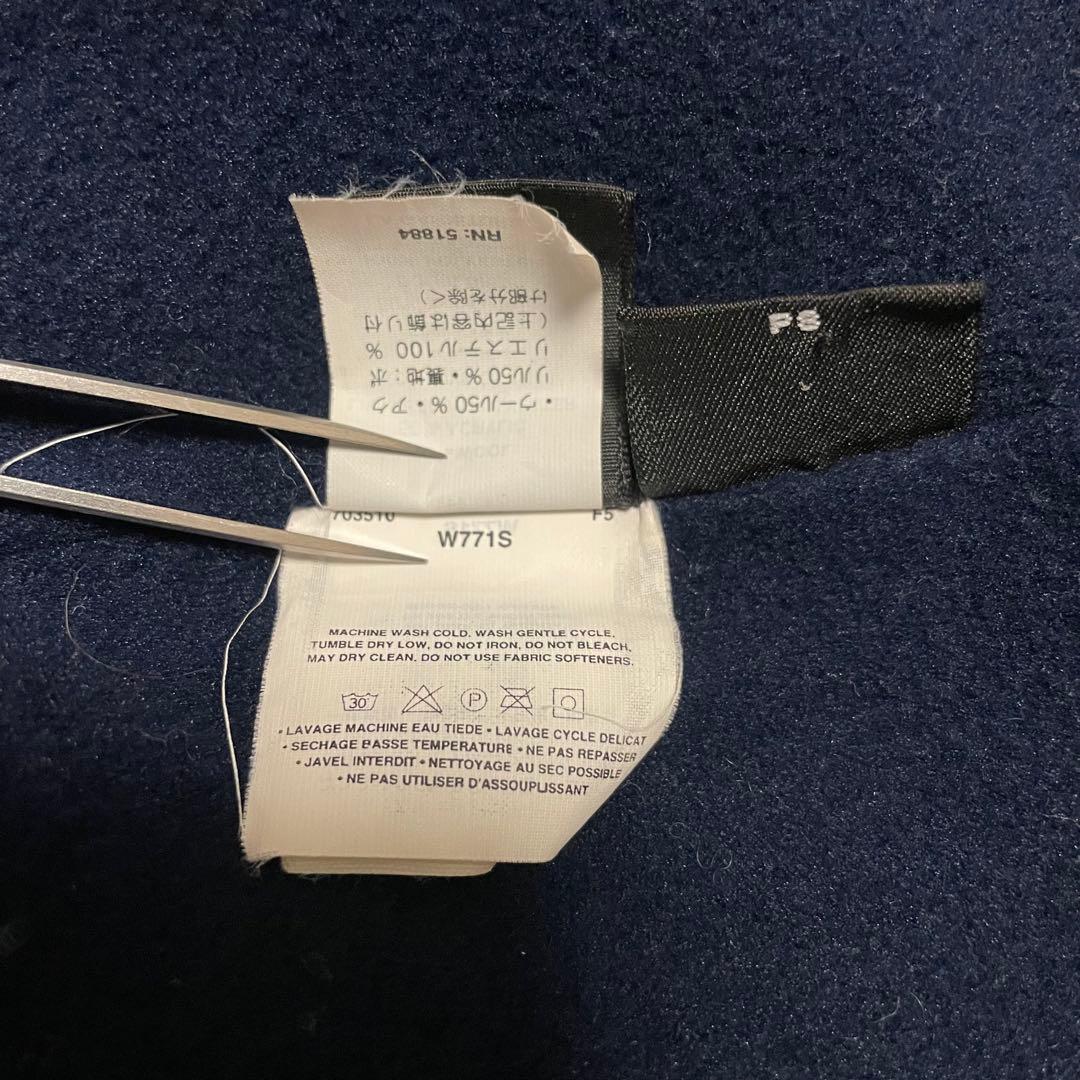 RN: 51884
・ウール50 %・アク
リル50 %・裏地：ポ
リエステル100 %
（上記内容は飾り付
け部分を除く）
703510 F5
W771S
MACHINE WASH COLD, WASH GENTLE CYCLE,
TUMBLE DRY LOW, DO NOT IRON, DO NOT BLEACH,
MAY DRY CLEAN, DO NOT USE FABRIC SOFTENERS.
30°
P
• LAVAGE MACHINE EAU TIEDE • LAVAGE CYCLE DELICAT
• SECHAGE BASSE TEMPERATURE • NE PAS REPASSER
• JAVEL INTERDIT • NETTOYAGE AU SEC POSSIBLE
• NE PAS UTILISER D'ASSOUPLISSANT